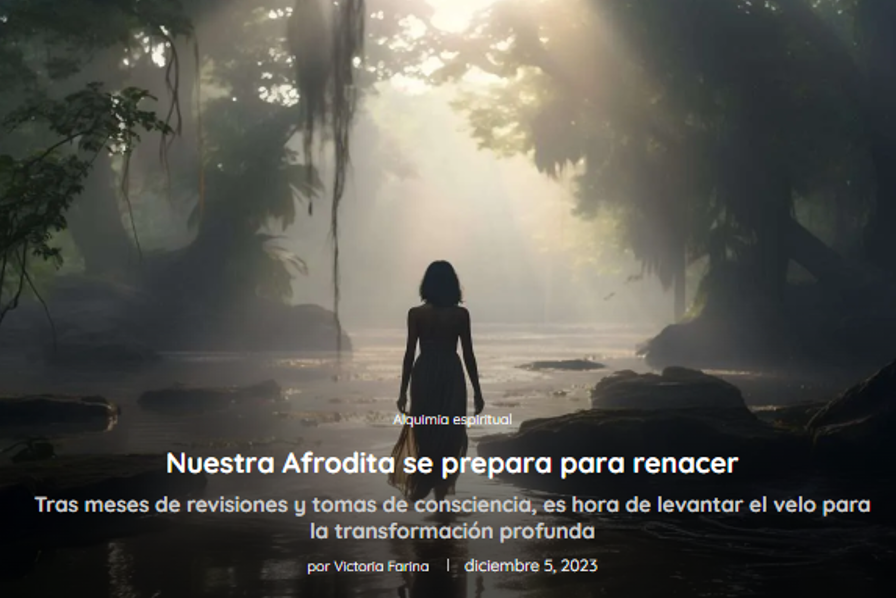 Alquimia espiritual
Nuestra Afrodita se prepara para renacer
Tras meses de revisiones y tomas de consciencia, es hora de levantar el velo para
la transformación profunda
por Victoria Farina | diciembre 5, 2023